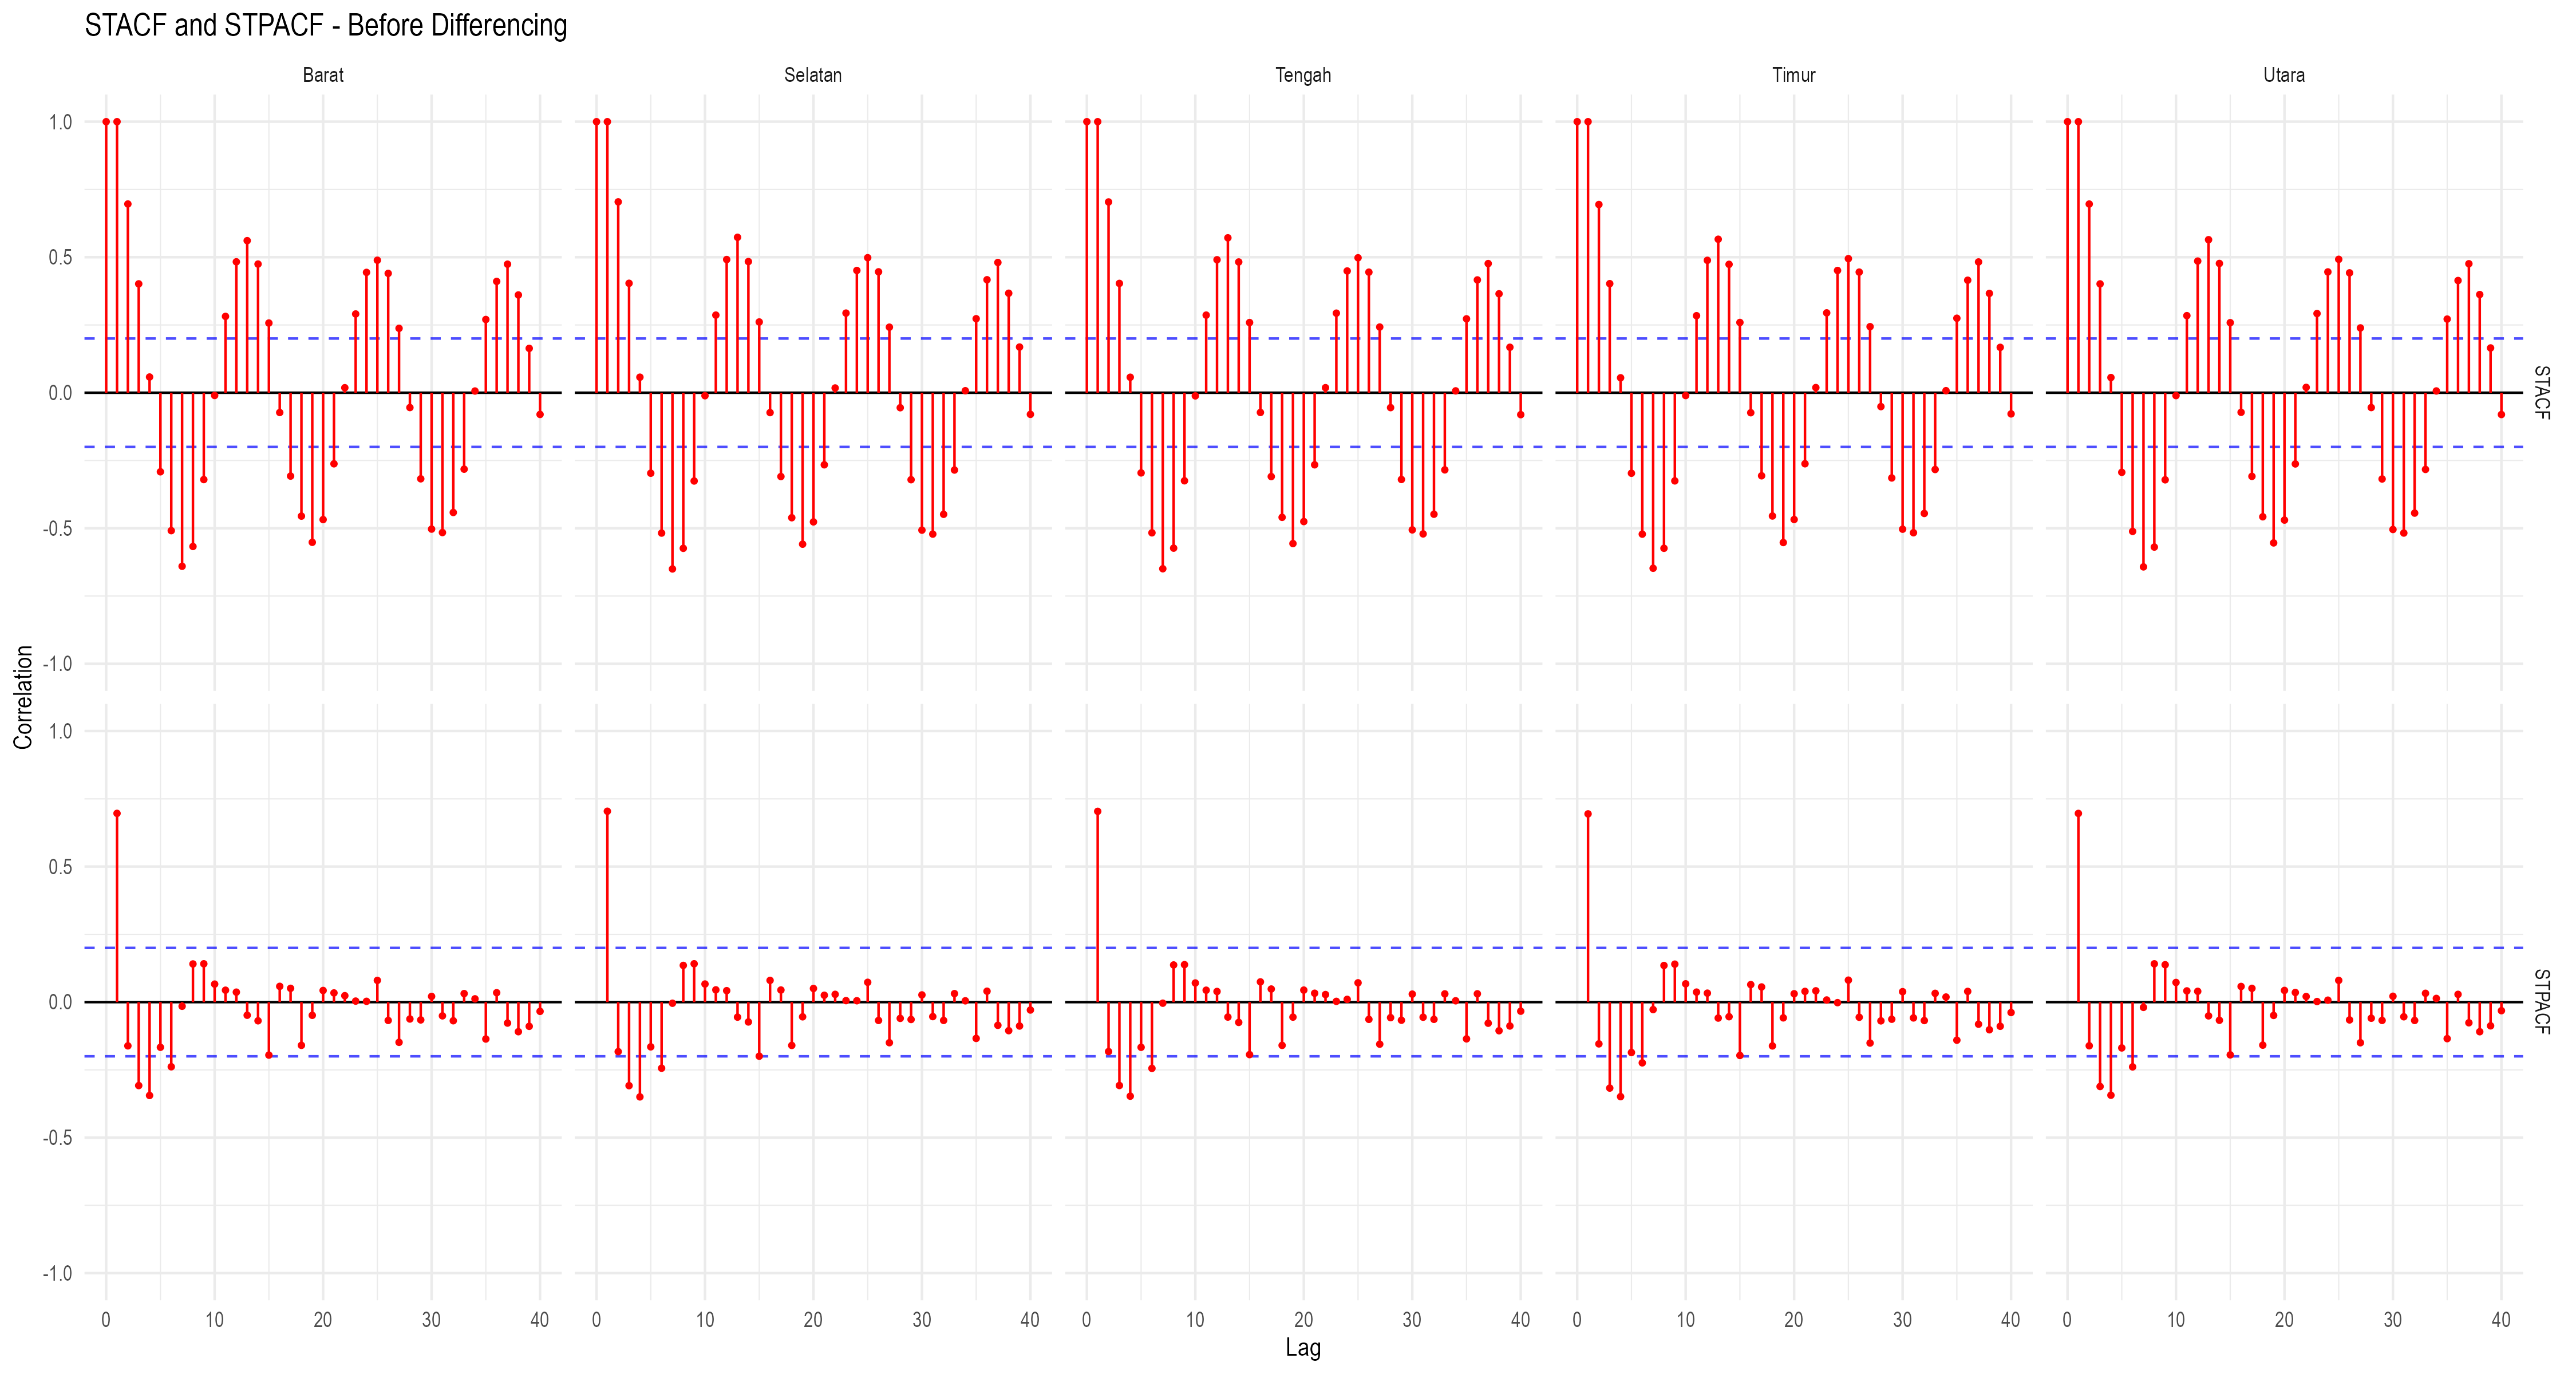 STACF and STPACF - Before Differencing
Barat
Selatan
Tengah
Timur
Utara
1.0
0.5
0.0
-0.5
-1.0
STACF
Correlation
1.0
0.5
0.0
-0.5
-1.0
STPACF
0 10 20 30 40
0 10 20 30 40
0 10 20 30 40
0 10 20 30 40
0 10 20 30 40
Lag